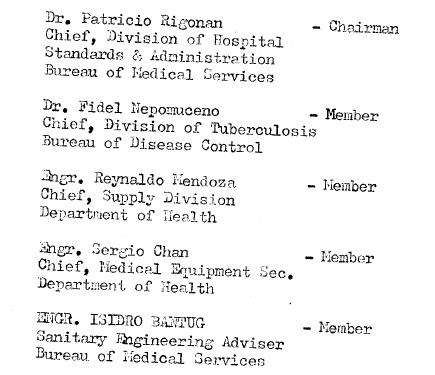 Dr. Patricio Rigonan - Chairman
Chief, Division of Hospital
Standards & Administration
Bureau of Medical Services
Dr. Fidel Nepomuceno - Member
Chief, Division of Tuberculosis
Bureau of Disease Control
Engr. Reynaldo Mendoza - Member
Chief, Supply Division
Department of Health
Engr. Sergio Chan - Member
Chief, Medical Equipment Sec.
Department of Health
ENGR. ISIDRO BANTUG - Member
Sanitary Engineering Adviser
Bureau of Medical Services